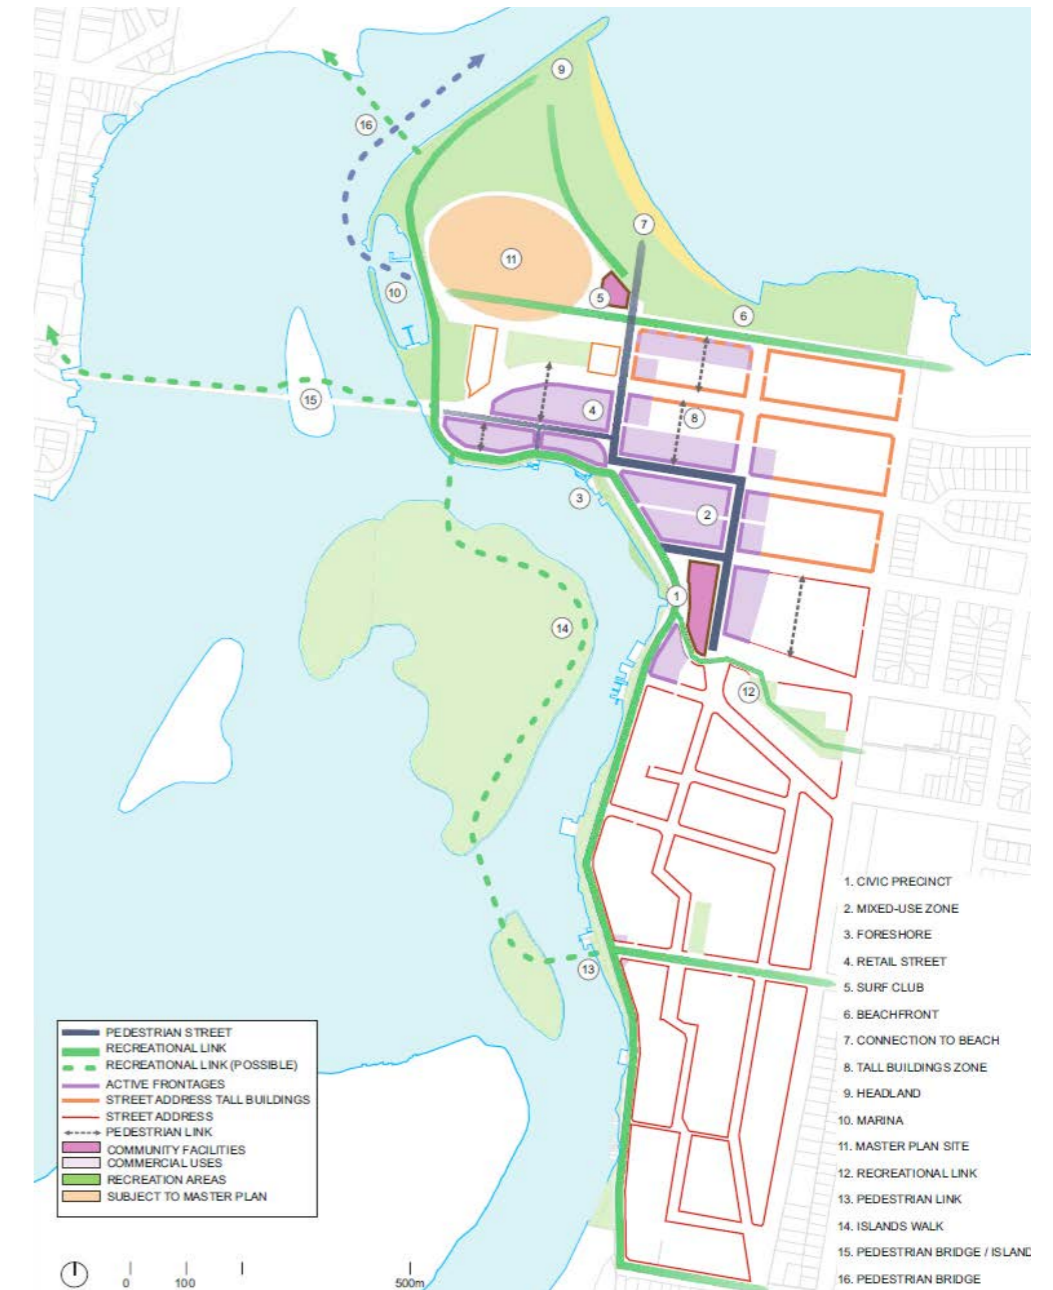 9
16
7
11
5
10
6
4
8
15
3
2
1
14
12
13
1. CIVIC PRECINCT
2. MIXED-USE ZONE
3. FORESHORE
4. RETAIL STREET
5. SURF CLUB
6. BEACHFRONT
7. CONNECTION TO BEACH
8. TALL BUILDINGS ZONE
9. HEADLAND
10. MARINA
11. MASTER PLAN SITE
12. RECREATIONAL LINK
13. PEDESTRIAN LINK
14. ISLANDS WALK
15. PEDESTRIAN BRIDGE / ISLAND
16. PEDESTRIAN BRIDGE
PEDESTRIAN STREET
RECREATIONAL LINK
RECREATIONAL LINK (POSSIBLE)
ACTIVE FRONTAGES
STREET ADDRESS TALL BUILDINGS
STREET ADDRESS
PEDESTRIAN LINK
COMMUNITY FACILITIES
COMMERCIAL USES
RECREATION AREAS
SUBJECT TO MASTER PLAN
0 100 500m